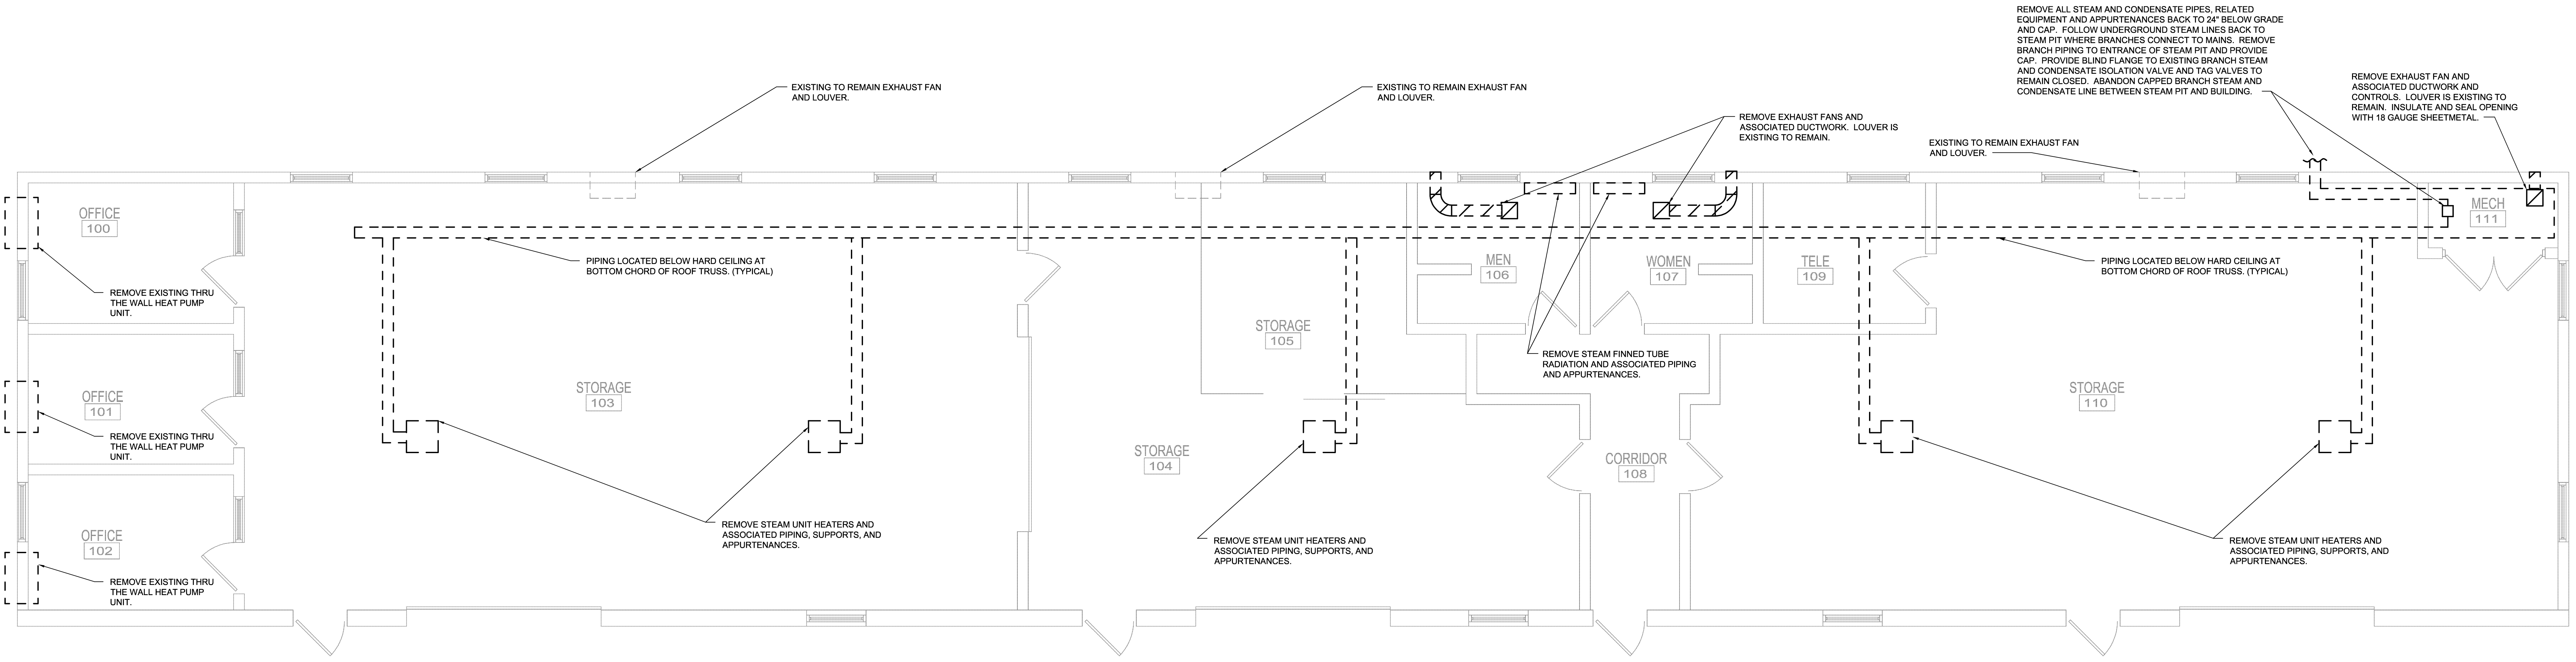 REMOVE ALL STEAM AND CONDENSATE PIPES, RELATED
EQUIPMENT AND APPURTENANCES BACK TO 24" BELOW GRADE
AND CAP. FOLLOW UNDERGROUND STEAM LINES BACK TO
STEAM PIT WHERE BRANCHES CONNECT TO MAINS. REMOVE
BRANCH PIPING TO ENTRANCE OF STEAM PIT AND PROVIDE
CAP. PROVIDE BLIND FLANGE TO EXISTING BRANCH STEAM
AND CONDENSATE ISOLATION VALVE AND TAG VALVES TO
REMAIN CLOSED. ABANDON CAPPED BRANCH STEAM AND
CONDENSATE LINE BETWEEN STEAM PIT AND BUILDING.
REMOVE EXHAUST FAN AND
ASSOCIATED DUCTWORK AND
CONTROLS. LOUVER IS EXISTING TO
REMAIN. INSULATE AND SEAL OPENING
WITH 18 GAUGE SHEETMETAL.
EXISTING TO REMAIN EXHAUST FAN
AND LOUVER.
EXISTING TO REMAIN EXHAUST FAN
AND LOUVER.
REMOVE EXHAUST FANS AND
ASSOCIATED DUCTWORK. LOUVER IS
EXISTING TO REMAIN.
EXISTING TO REMAIN EXHAUST FAN
AND LOUVER.
OFFICE
100
MECH
111
PIPING LOCATED BELOW HARD CEILING AT
BOTTOM CHORD OF ROOF TRUSS. (TYPICAL)
MEN
106
WOMEN
107
TELE
109
PIPING LOCATED BELOW HARD CEILING AT
BOTTOM CHORD OF ROOF TRUSS. (TYPICAL)
REMOVE EXISTING THRU
THE WALL HEAT PUMP
UNIT.
STORAGE
105
REMOVE STEAM FINNED TUBE
RADIATION AND ASSOCIATED PIPING
AND APPURTENANCES.
OFFICE
101
STORAGE
103
STORAGE
110
REMOVE EXISTING THRU
THE WALL HEAT PUMP
UNIT.
STORAGE
104
CORRIDOR
108
OFFICE
102
REMOVE STEAM UNIT HEATERS AND
ASSOCIATED PIPING, SUPPORTS, AND
APPURTENANCES.
REMOVE STEAM UNIT HEATERS AND
ASSOCIATED PIPING, SUPPORTS, AND
APPURTENANCES.
REMOVE STEAM UNIT HEATERS AND
ASSOCIATED PIPING, SUPPORTS, AND
APPURTENANCES.
REMOVE EXISTING THRU
THE WALL HEAT PUMP
UNIT.